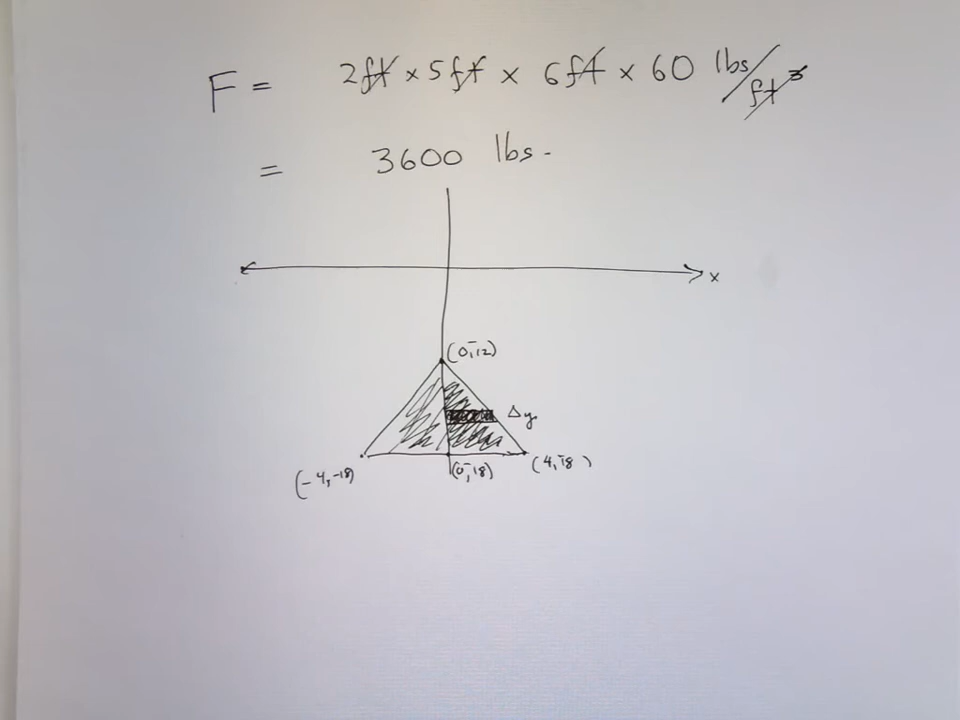 F = 2ft × 5ft × 6ft × 60 lbs/ft³
= 3600 lbs.
x
(0,-12)
Δy
(-4,-18)
(0,-18)
(4,-18)